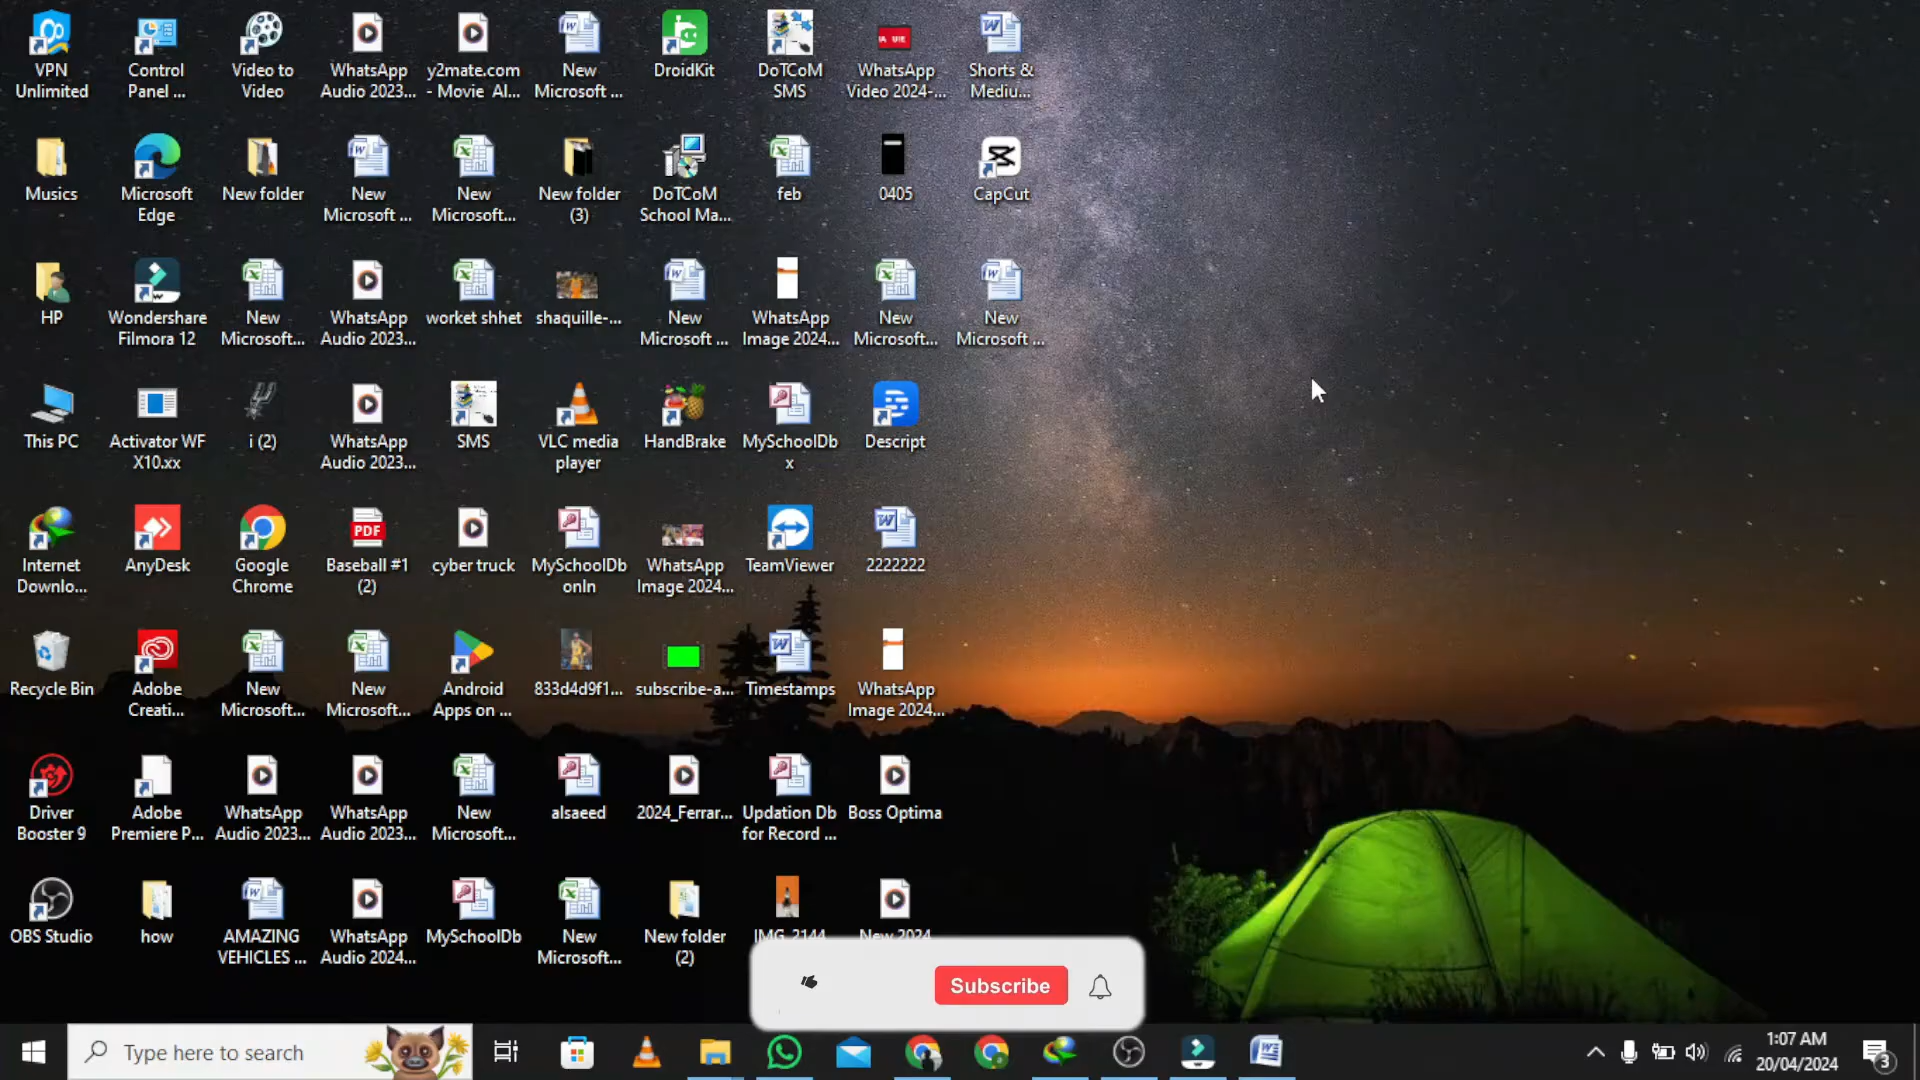 VPN
Unlimited
Control
Panel ...
Video to
Video
WhatsApp
Audio 2023...
y2mate.com
- Movie Al...
New
Microsoft ...
DroidKit
DoTCoM
SMS
WhatsApp
Video 2024-...
Shorts &
Mediu...
Musics
Microsoft
Edge
New folder
New
Microsoft ...
New
Microsoft...
New folder
(3)
DoTCoM
School Ma...
feb
0405
CapCut
HP
Wondershare
Filmora 12
New
Microsoft...
WhatsApp
Audio 2023...
worket shhet
shaquille-...
New
Microsoft ...
WhatsApp
Image 2024...
New
Microsoft...
New
Microsoft ...
This PC
Activator WF
X10.xx
i (2)
WhatsApp
Audio 2023...
SMS
VLC media
player
HandBrake
MySchoolDb
x
Descript
Internet
Downlo...
AnyDesk
Google
Chrome
PDF
Baseball #1
(2)
cyber truck
MySchoolDb
onln
WhatsApp
Image 2024...
TeamViewer
2222222
Recycle Bin
Adobe
Creati...
New
Microsoft...
New
Microsoft...
Android
Apps on ...
833d4d9f1...
subscribe-a...
Timestamps
WhatsApp
Image 2024...
Driver
Booster 9
Adobe
Premiere P...
WhatsApp
Audio 2023...
WhatsApp
Audio 2023...
New
Microsoft...
alsaeed
2024_Ferrar...
Updation Db
for Record ...
Boss Optima
OBS Studio
how
AMAZING
VEHICLES ...
WhatsApp
Audio 2024...
MySchoolDb
New
Microsoft...
New folder
(2)
IMG_2144
New 2024
Subscribe
Type here to search
1:07 AM
20/04/2024
3